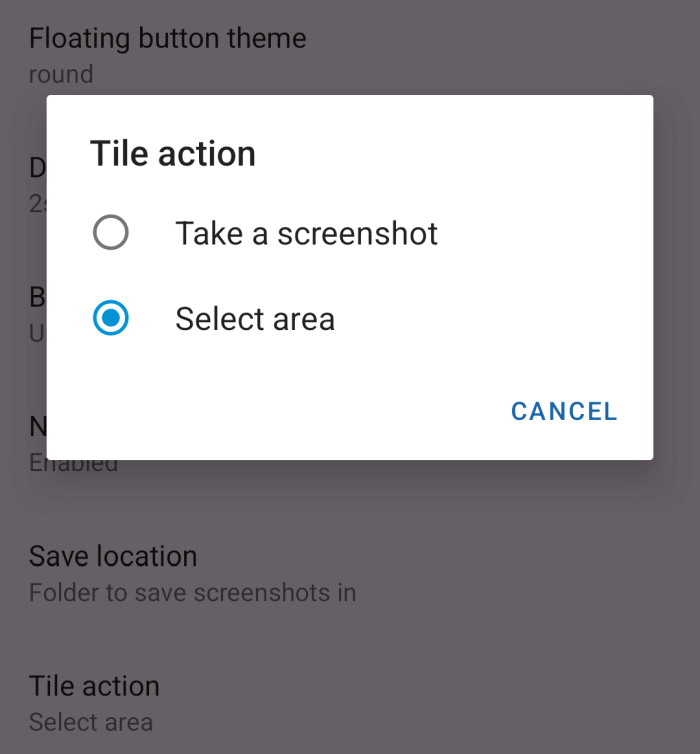 Floating button theme
round
Tile action
Take a screenshot
Select area
CANCEL
Enabled
Save location
Folder to save screenshots in
Tile action
Select area